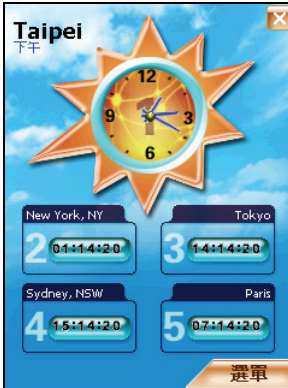 Taipei
下午
12
9
1
3
6
New York, NY
2
01:14:20
Tokyo
3
14:14:20
Sydney, NSW
4
15:14:20
Paris
5
07:14:20
選單